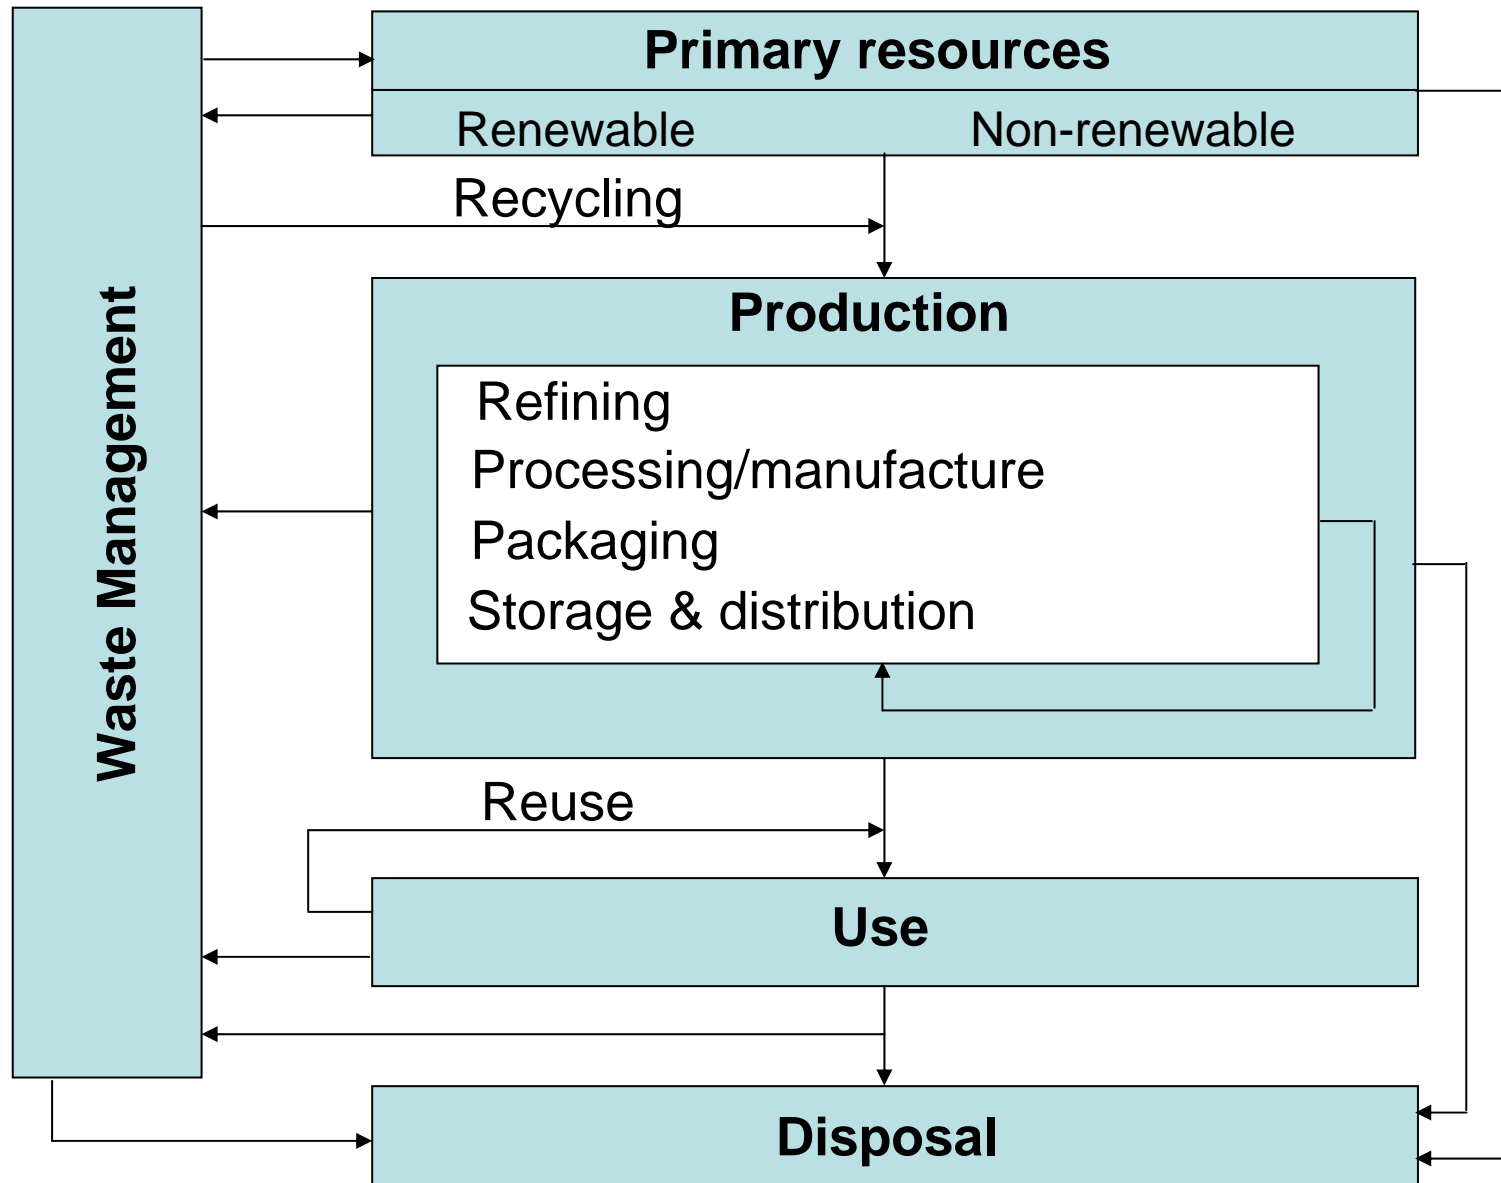 Primary resources
Renewable Non-renewable
Recycling
Waste Management
Production
Refining
Processing/manufacture
Packaging
Storage & distribution
Reuse
Use
Disposal